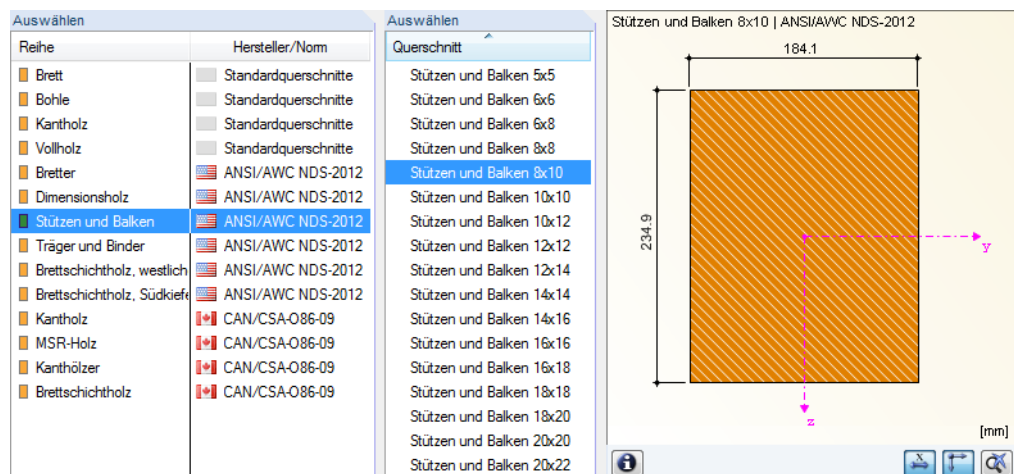 Auswählen
Reihe Hersteller/Norm
Brett Standardquerschnitte
Bohle Standardquerschnitte
Kantholz Standardquerschnitte
Vollholz Standardquerschnitte
Bretter ANSI/AWC NDS-2012
Dimensionsholz ANSI/AWC NDS-2012
Stützen und Balken ANSI/AWC NDS-2012
Träger und Binder ANSI/AWC NDS-2012
Brettschichtholz, westlich ANSI/AWC NDS-2012
Brettschichtholz, Südkiefe ANSI/AWC NDS-2012
Kantholz CAN/CSA-O86-09
MSR-Holz CAN/CSA-O86-09
Kanthölzer CAN/CSA-O86-09
Brettschichtholz CAN/CSA-O86-09
Auswählen
Querschnitt
Stützen und Balken 5x5
Stützen und Balken 6x6
Stützen und Balken 6x8
Stützen und Balken 8x8
Stützen und Balken 8x10
Stützen und Balken 10x10
Stützen und Balken 10x12
Stützen und Balken 12x12
Stützen und Balken 12x14
Stützen und Balken 14x14
Stützen und Balken 14x16
Stützen und Balken 16x16
Stützen und Balken 16x18
Stützen und Balken 18x18
Stützen und Balken 18x20
Stützen und Balken 20x20
Stützen und Balken 20x22
Stützen und Balken 8x10 | ANSI/AWC NDS-2012
184.1
234.9
y
z
[mm]
X